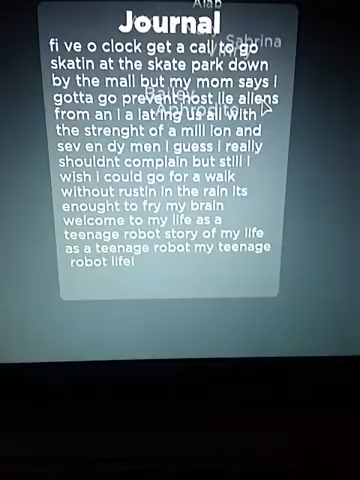 Alab
Journal
Sabrina
Bailey
Aphrodite
fi ve o clock get a call to go
skatin at the skate park down
by the mall but my mom says i
gotta go prevent host ile aliens
from an i a lat ing us all with
the strenght of a mill ion and
sev en dy men i guess i really
shouldnt complain but still i
wish i could go for a walk
without rustin in the rain its
enought to fry my brain
welcome to my life as a
teenage robot story of my life
as a teenage robot my teenage
robot life!